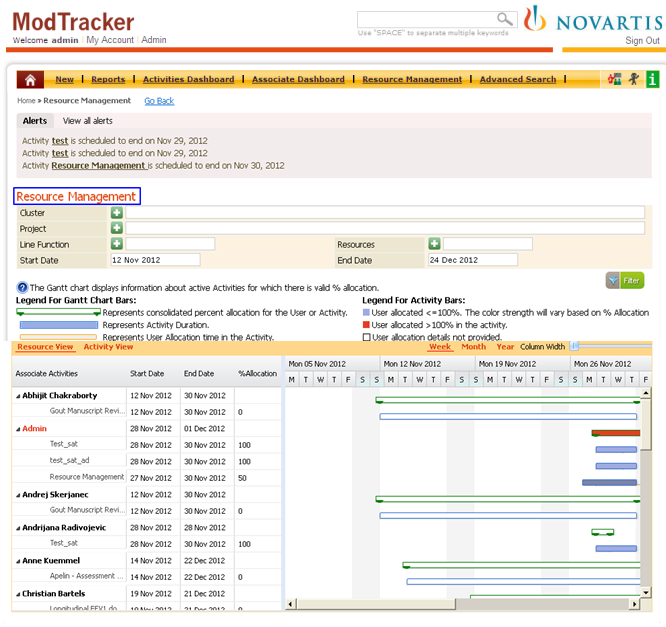 ModTracker
Welcome admin | My Account | Admin
Use "SPACE" to separate multiple keywords
NOVARTIS
Sign Out
New | Reports | Activities Dashboard | Associate Dashboard | Resource Management | Advanced Search |
Home » Resource Management Go Back
Alerts View all alerts
Activity test is scheduled to end on Nov 29, 2012
Activity test is scheduled to end on Nov 29, 2012
Activity Resource Management is scheduled to end on Nov 30, 2012
Resource Management
Cluster
Project
Line Function Resources
Start Date 12 Nov 2012 End Date 24 Dec 2012
Filter
The Gantt chart displays information about active Activities for which there is valid % allocation.
Legend For Gantt Chart Bars: Legend For Activity Bars:
Represents consolidated percent allocation for the User or Activity. User allocated <=100%. The color strength will vary based on % Allocation
Represents Activity Duration. User allocated >100% in the activity.
Represents User Allocation time in the Activity. User allocation details not provided.
Resource View Activity View Week Month Year Column Width
Associate Activities Start Date End Date %Allocation
Mon 05 Nov 2012 Mon 12 Nov 2012 Mon 19 Nov 2012 Mon 26 Nov 2012
M T W T F S S M T W T F S S M T W T F S S M T W T F
Abhijit Chakraborty 12 Nov 2012 30 Nov 2012
Gout Manuscript Revi... 12 Nov 2012 30 Nov 2012 0
Admin 28 Nov 2012 01 Dec 2012
Test_sat 28 Nov 2012 30 Nov 2012 100
test_sat_ad 28 Nov 2012 30 Nov 2012 100
Resource Management 27 Nov 2012 30 Nov 2012 50
Andrej Skerjanec 12 Nov 2012 30 Nov 2012
Gout Manuscript Revi... 12 Nov 2012 30 Nov 2012 0
Andrijana Radivojevic 28 Nov 2012 28 Nov 2012
Test_sat 28 Nov 2012 30 Nov 2012 100
Anne Kuemmel 14 Nov 2012 22 Dec 2012
Apelin - Assessment ... 14 Nov 2012 22 Dec 2012 0
Christian Bartels 19 Nov 2012 21 Dec 2012
Longitudinal FEV1 do... 19 Nov 2012 21 Dec 2012 0